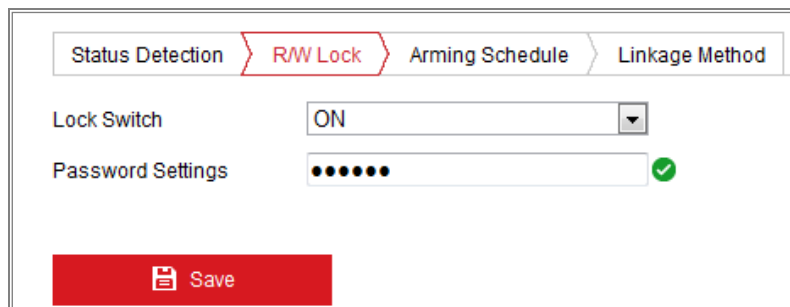 Status Detection R/W Lock Arming Schedule Linkage Method
Lock Switch ON
Password Settings ••••••
Save